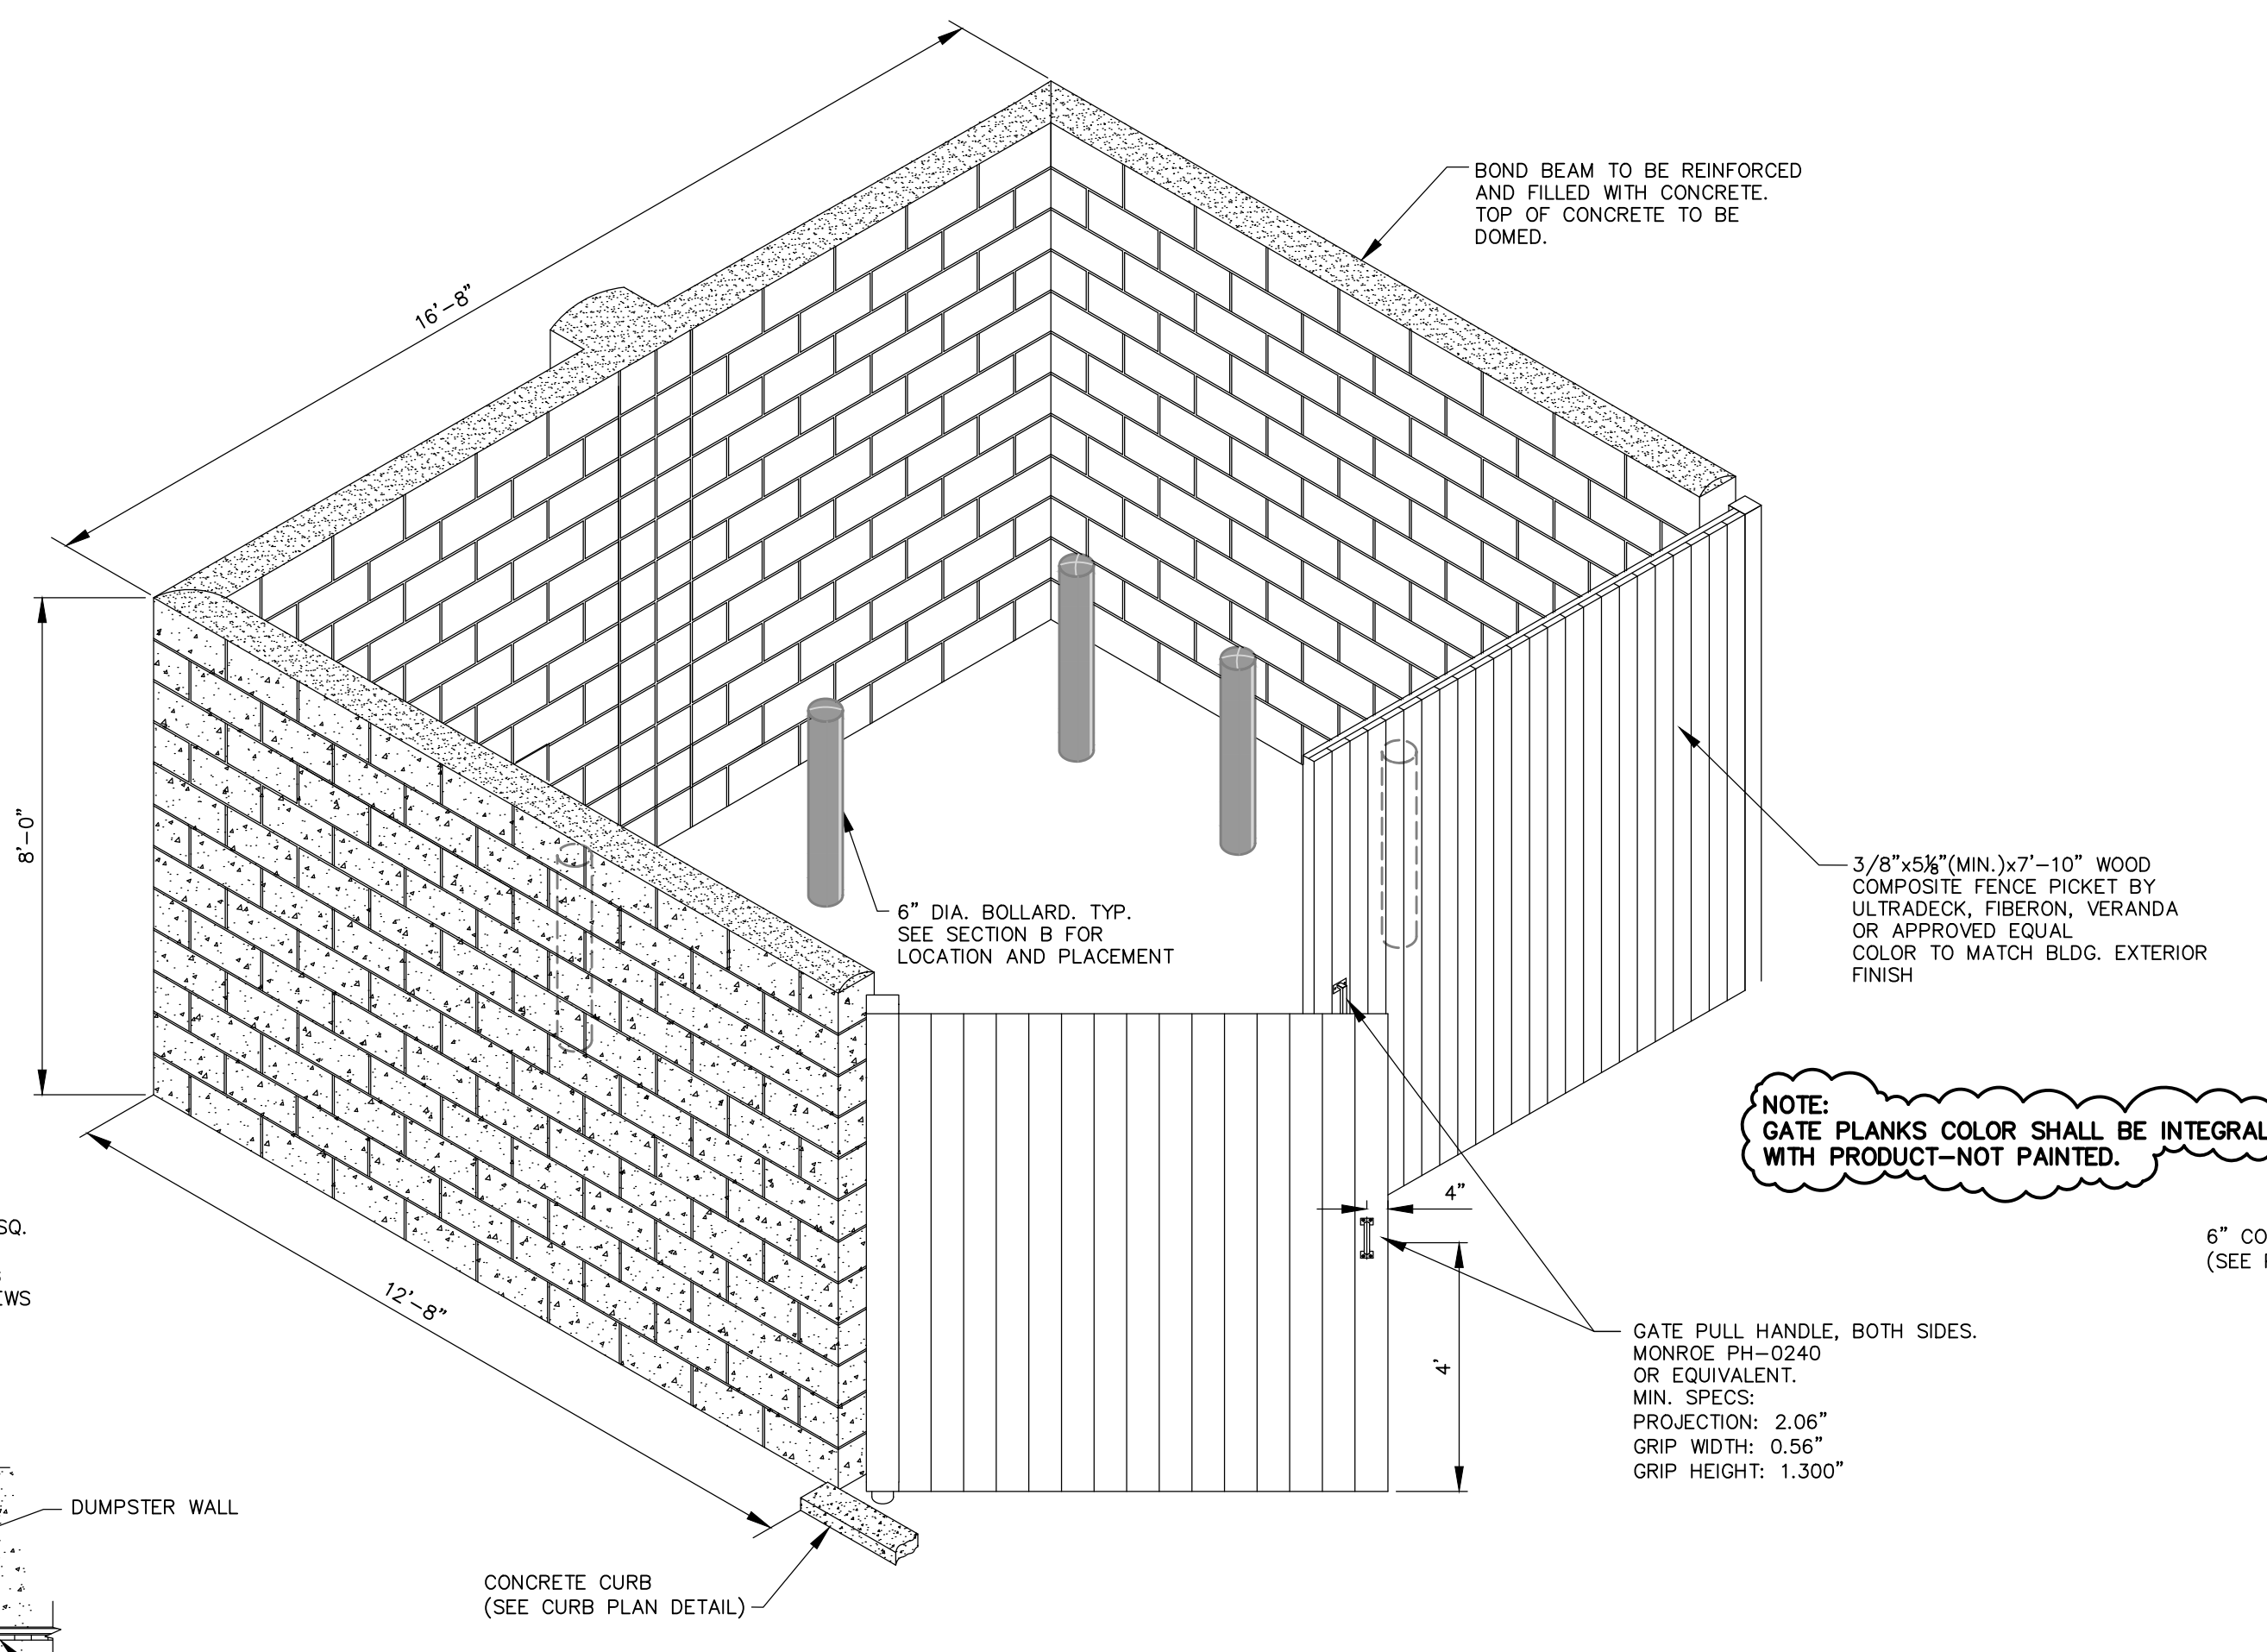 16'-8"
BOND BEAM TO BE REINFORCED
AND FILLED WITH CONCRETE.
TOP OF CONCRETE TO BE
DOMED.
8'-0"
6" DIA. BOLLARD. TYP.
SEE SECTION B FOR
LOCATION AND PLACEMENT
3/8"x5⅛"(MIN.)x7'-10" WOOD
COMPOSITE FENCE PICKET BY
ULTRADECK, FIBERON, VERANDA
OR APPROVED EQUAL
COLOR TO MATCH BLDG. EXTERIOR
FINISH
NOTE:
GATE PLANKS COLOR SHALL BE INTEGRAL
WITH PRODUCT-NOT PAINTED.
4"
SQ.
6" CO
(SEE
EWS
12'-8"
4'
GATE PULL HANDLE, BOTH SIDES.
MONROE PH-0240
OR EQUIVALENT.
MIN. SPECS:
PROJECTION: 2.06"
GRIP WIDTH: 0.56"
GRIP HEIGHT: 1.300"
DUMPSTER WALL
CONCRETE CURB
(SEE CURB PLAN DETAIL)